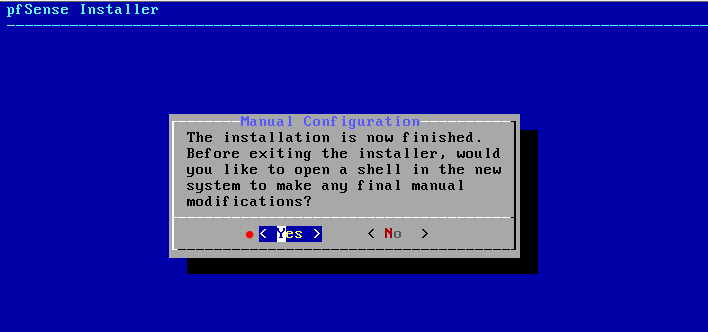 pfSense Installer
Manual Configuration
The installation is now finished.
Before exiting the installer, would
you like to open a shell in the new
system to make any final manual
modifications?
< Yes > < No >